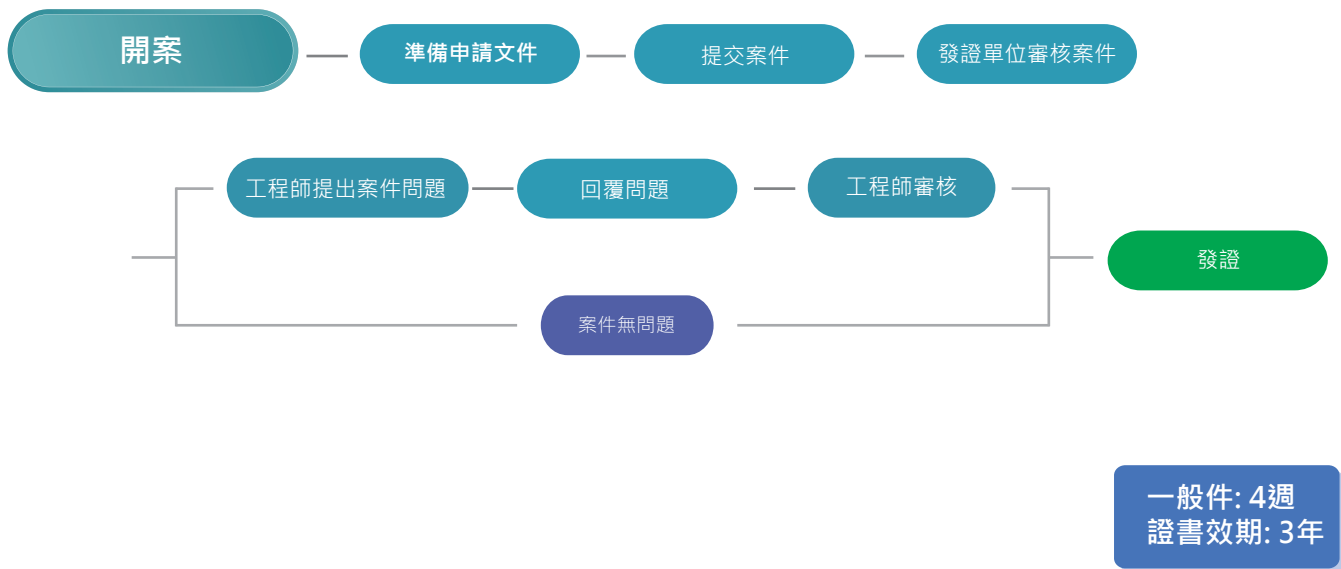 開案
準備申請文件
提交案件
發證單位審核案件
工程師提出案件問題
回覆問題
工程師審核
發證
案件無問題
一般件: 4週
證書效期: 3年